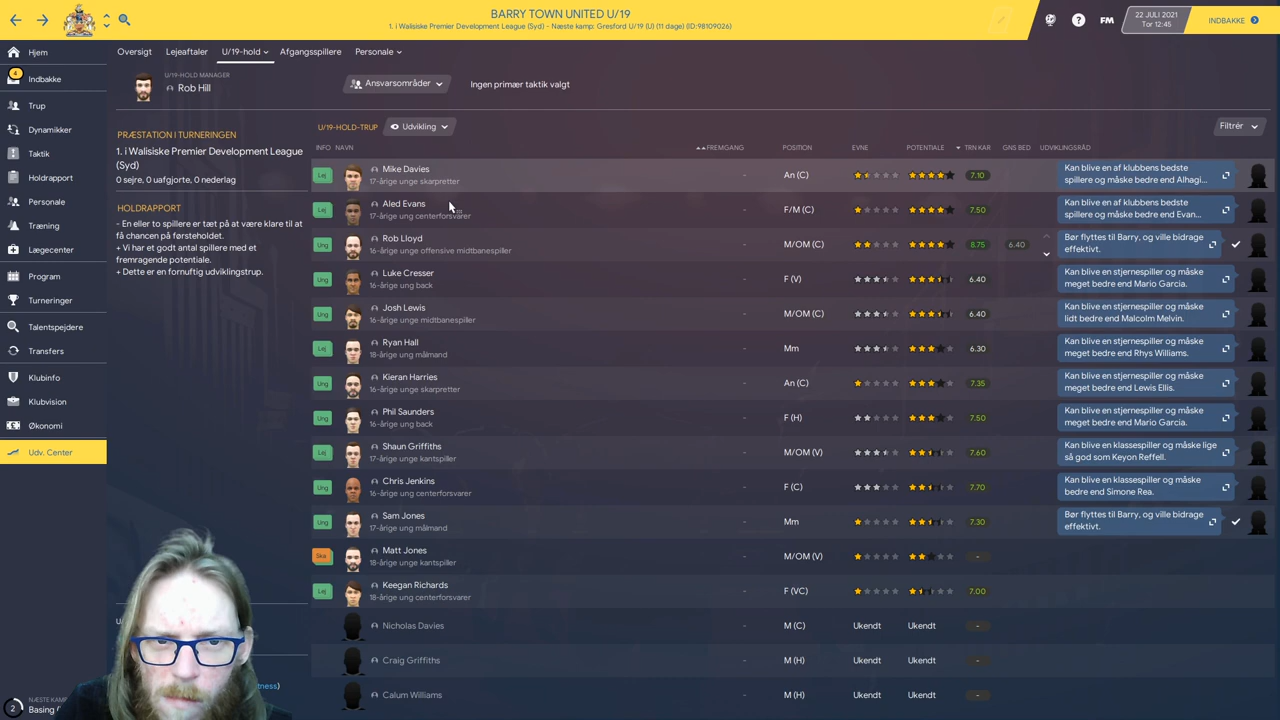 BARRY TOWN UNITED U/19
1. i Walisiske Premier Development League (Syd) - Næste kamp: Gresford U/19 (U) (11 dage) (ID:98109026)
FM
22 JULI 2021
Tor 12:45
INDBAKKE
Hjem
4
Indbakke
Trup
Dynamikker
Taktik
Holdrapport
Personale
Træning
Lægecenter
Program
Turneringer
Talentspejdere
Transfers
Klubinfo
Klubvision
Økonomi
Udv. Center
2
NÆSTE KAMP
Basing
Oversigt
Lejeaftaler
U/19-hold
Afgangsspillere
Personale
U/19-HOLD MANAGER
Rob Hill
Ansvarsområder
Ingen primær taktik valgt
PRÆSTATION I TURNERINGEN
1. i Walisiske Premier Development League
(Syd)
0 sejre, 0 uafgjorte, 0 nederlag
HOLDRAPPORT
- En eller to spillere er tæt på at være klare til at
få chancen på førsteholdet.
+ Vi har et godt antal spillere med et
fremragende potentiale.
+ Dette er en fornuftig udviklingstrup.
U/19-HOLD-TRUP
Udvikling
Filtrér
INFO NAVN FREMGANG POSITION EVNE POTENTIALE TRN KAR GNS BED UDVIKLINGSRÅD
Lej Mike Davies
17-årige unge skarpretter
- An (C) 7.10
Kan blive en af klubbens bedste
spillere og måske bedre end Alhagi...
Lej Aled Evans
17-årige unge centerforsvarer
- F/M (C) 7.50
Kan blive en af klubbens bedste
spillere og måske bedre end Evan...
Ung Rob Lloyd
16-årige unge offensive midtbanespiller
- M/OM (C) 8.75 6.40
Bør flyttes til Barry, og ville bidrage
effektivt.
Ung Luke Cresser
16-årige ung back
- F (V) 6.40
Kan blive en stjernespiller og måske
meget bedre end Mario Garcia.
Ung Josh Lewis
16-årige unge midtbanespiller
- M/OM (C) 6.40
Kan blive en stjernespiller og måske
lidt bedre end Malcolm Melvin.
Lej Ryan Hall
18-årige unge målmand
- Mm 6.30
Kan blive en stjernespiller og måske
meget bedre end Rhys Williams.
Ung Kieran Harries
16-årige unge skarpretter
- An (C) 7.35
Kan blive en stjernespiller og måske
meget bedre end Lewis Ellis.
Ung Phil Saunders
16-årige ung back
- F (H) 7.50
Kan blive en stjernespiller og måske
meget bedre end Mario Garcia.
Lej Shaun Griffiths
17-årige unge kantspiller
- M/OM (V) 7.60
Kan blive en klassespiller og måske lige
så god som Keyon Reffell.
Ung Chris Jenkins
16-årige ung centerforsvarer
- F (C) 7.70
Kan blive en klassespiller og måske
bedre end Simone Rea.
Ung Sam Jones
17-årige ung målmand
- Mm 7.30
Bør flyttes til Barry, og ville bidrage
effektivt.
Ska Matt Jones
18-årige ung kantspiller
- M/OM (V) -
Lej Keegan Richards
18-årige ung centerforsvarer
- F (VC) 7.00
Nicholas Davies - M (C) Ukendt Ukendt -
Craig Griffiths - M (H) Ukendt Ukendt -
Calum Williams - M (H) Ukendt Ukendt -